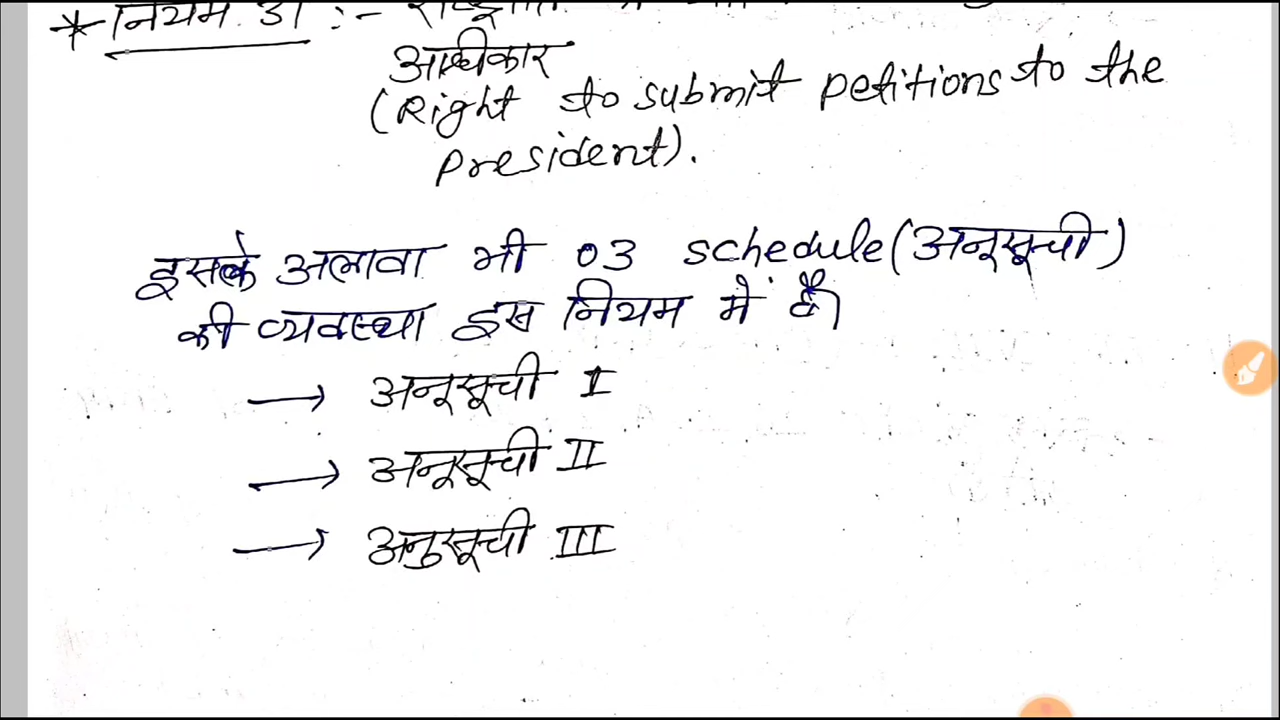 * नियम 31 :-
आधीकार
(Right to submit petitions to the
president).
इसके अलावा भी 03 schedule (अनूसूची)
की व्यवस्था इस नियम में है।
→ अनूसूची I
→ अनूसूची II
→ अनुसूची III